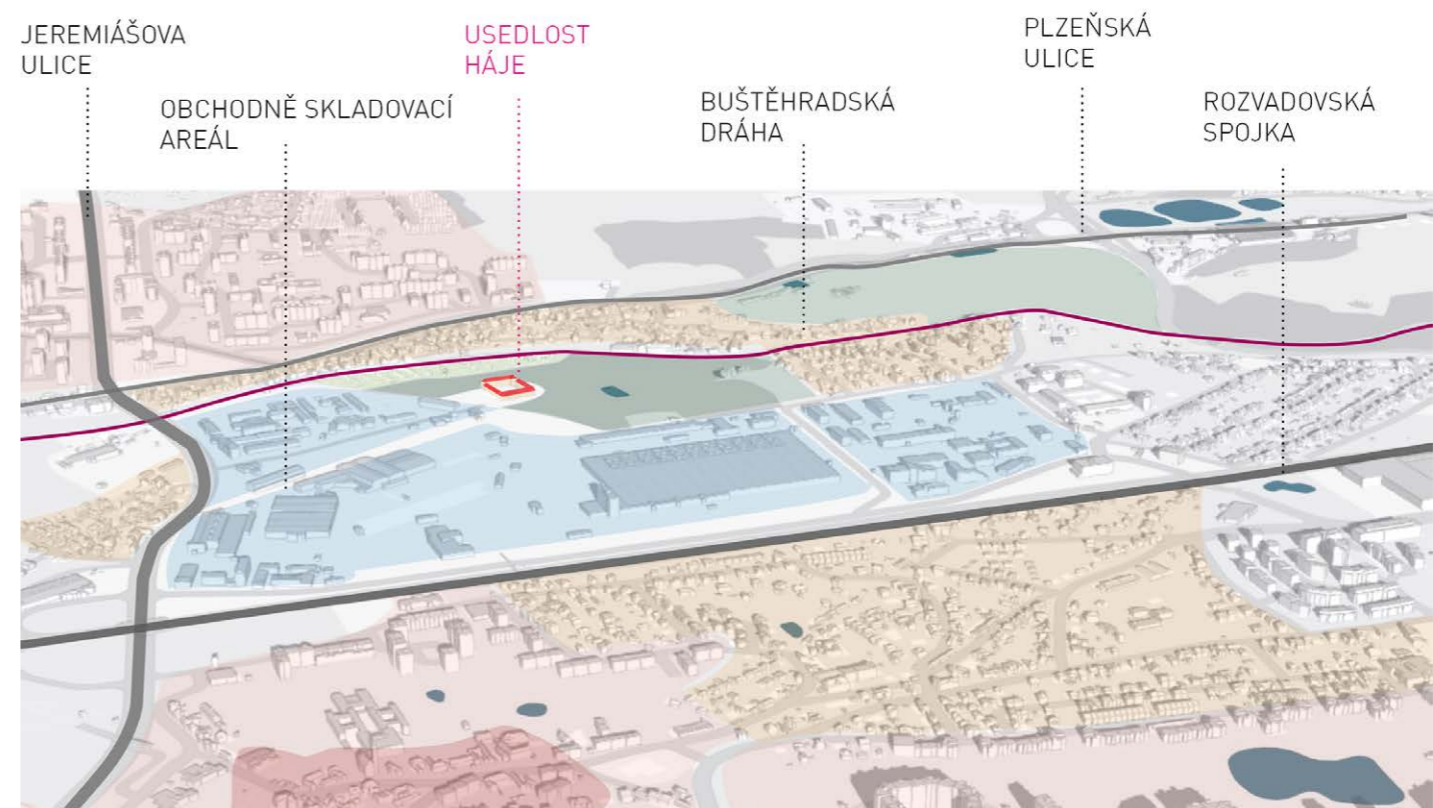 JEREMIÁŠOVA
ULICE
OBCHODNĚ SKLADOVACÍ
AREÁL
USEDLOST
HÁJE
BUŠTĚHRADSKÁ
DRÁHA
PLZEŇSKÁ
ULICE
ROZVADOVSKÁ
SPOJKA